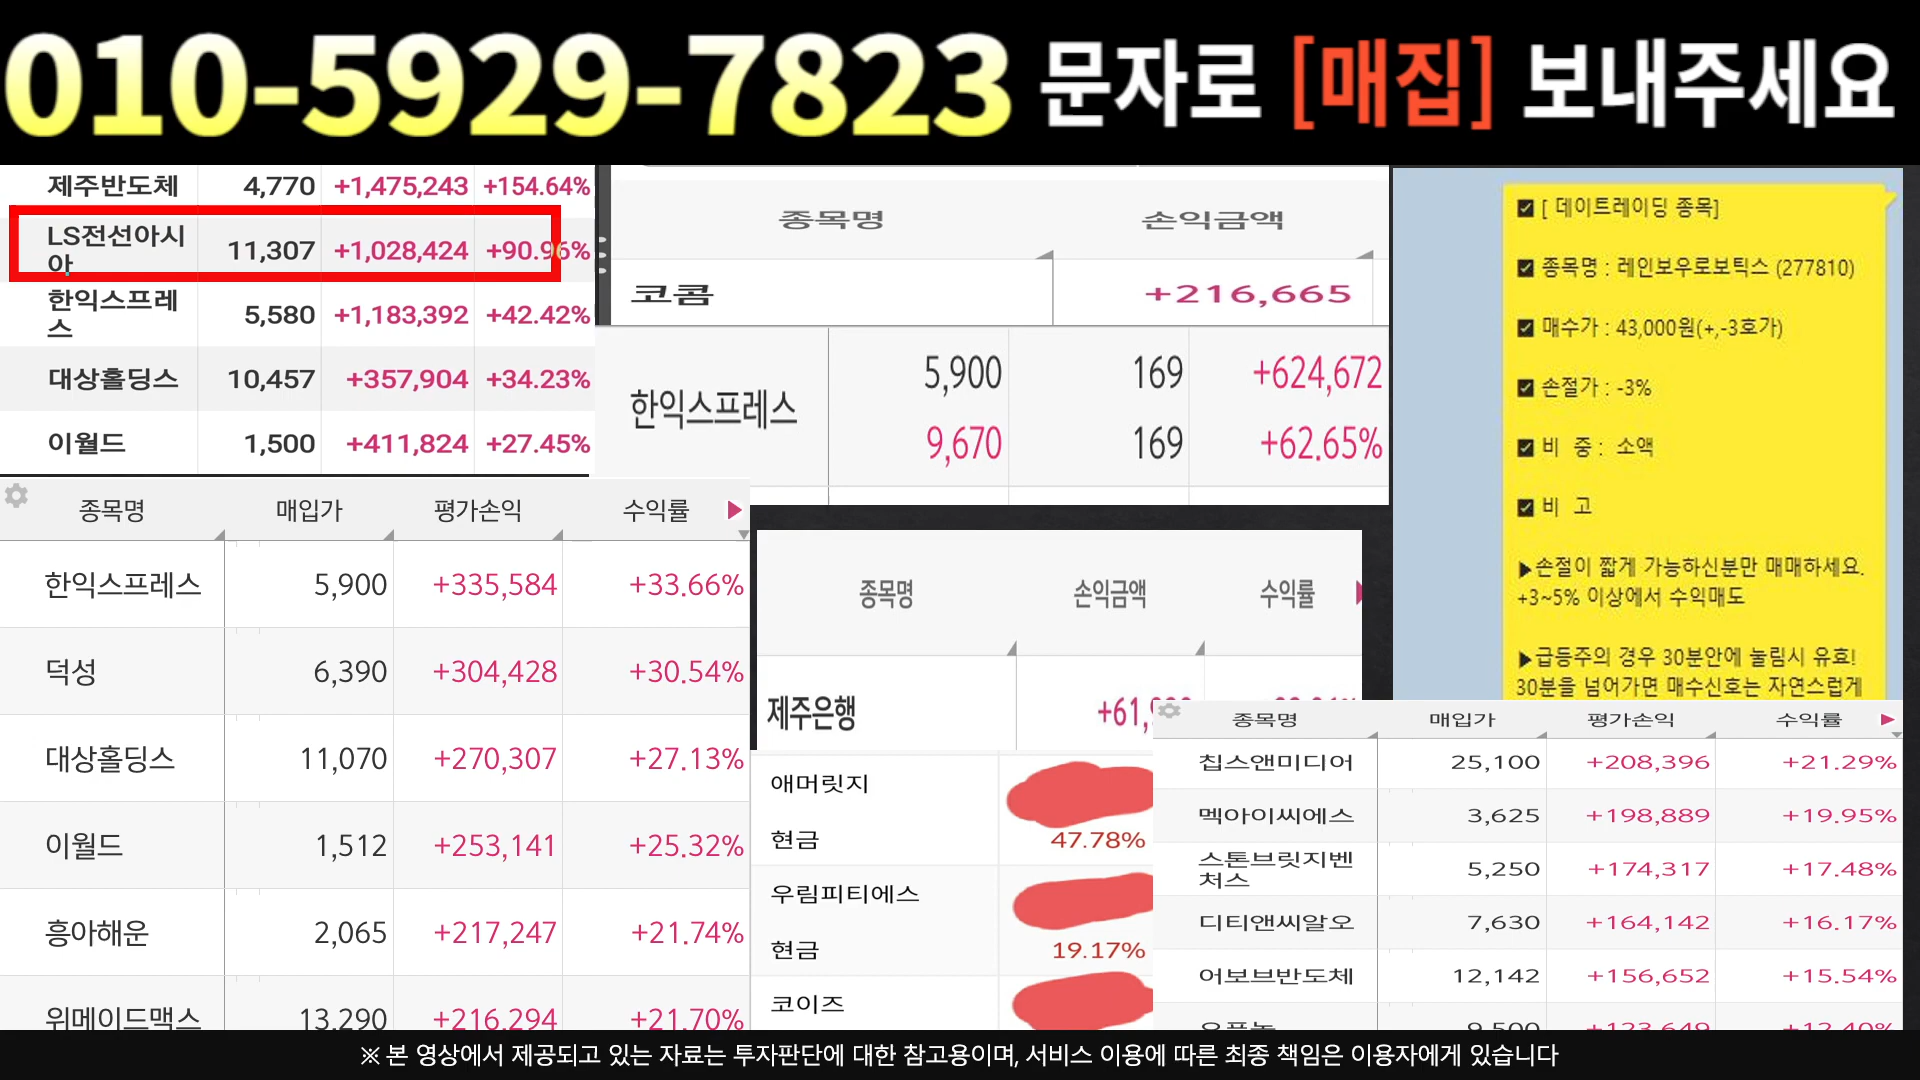 010-5929-7823 문자로 [매집] 보내주세요
제주반도체 4,770 +1,475,243 +154.64%
LS전선아시아 11,307 +1,028,424 +90.96%
한익스프레스 5,580 +1,183,392 +42.42%
대상홀딩스 10,457 +357,904 +34.23%
이월드 1,500 +411,824 +27.45%
종목명 손익금액
코콤 +216,665
한익스프레스 5,900 169 +624,672
9,670 169 +62.65%
☑ [ 데이트레이딩 종목]
☑ 종목명 : 레인보우로보틱스 (277810)
☑ 매수가 : 43,000원(+,-3호가)
☑ 손절가 : -3%
☑ 비 중 : 소액
☑ 비 고
▶손절이 짧게 가능하신분만 매매하세요.
+3~5% 이상에서 수익매도
▶급등주의 경우 30분안에 눌림시 유효!
30분을 넘어가면 매수신호는 자연스럽게
종목명 매입가 평가손익 수익률
한익스프레스 5,900 +335,584 +33.66%
덕성 6,390 +304,428 +30.54%
대상홀딩스 11,070 +270,307 +27.13%
이월드 1,512 +253,141 +25.32%
흥아해운 2,065 +217,247 +21.74%
위메이드맥스 13,290 +216,294 +21.70%
종목명 손익금액 수익률
제주은행 +61,
애머릿지
현금 47.78%
우림피티에스
현금 19.17%
코이즈
종목명 매입가 평가손익 수익률
칩스앤미디어 25,100 +208,396 +21.29%
멕아이씨에스 3,625 +198,889 +19.95%
스톤브릿지벤처스 5,250 +174,317 +17.48%
디티앤씨알오 7,630 +164,142 +16.17%
어보브반도체 12,142 +156,652 +15.54%
9,500 +123,649 +12.40%
※ 본 영상에서 제공되고 있는 자료는 투자판단에 대한 참고용이며, 서비스 이용에 따른 최종 책임은 이용자에게 있습니다